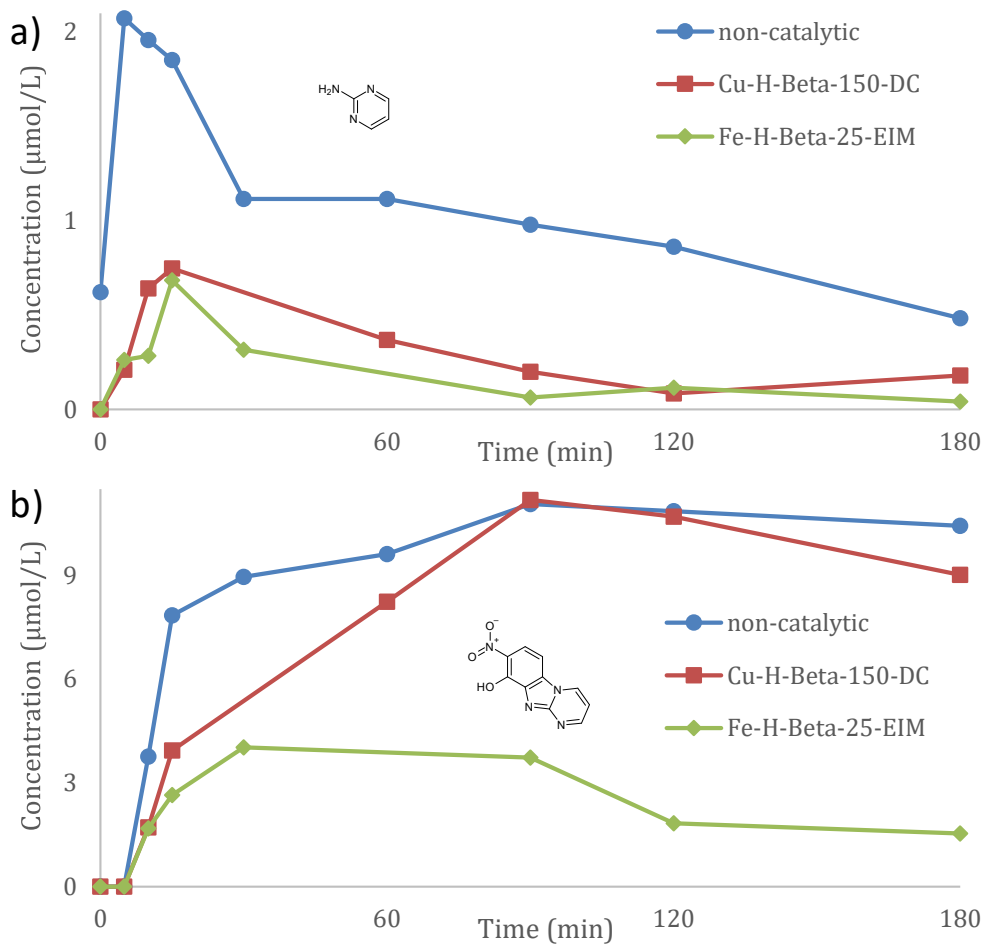 a)
Concentration (μmol/L)
2
1
0
non-catalytic
Cu-H-Beta-150-DC
Fe-H-Beta-25-EIM
H₂N
N
N
0
60
120
180
Time (min)
b)
Concentration (μmol/L)
9
6
3
0
O⁻
N⁺
O
HO
N
N
N
non-catalytic
Cu-H-Beta-150-DC
Fe-H-Beta-25-EIM
0
60
120
180
Time (min)